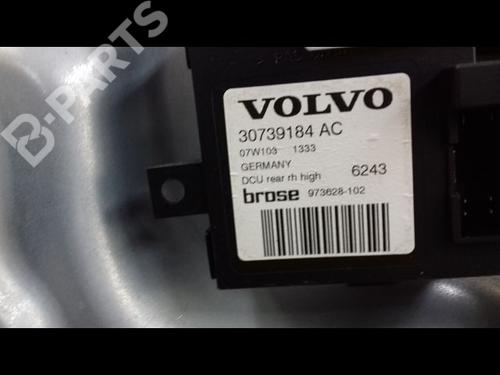 B-PARTS
VOLVO
30739184 AC
07W103 1333
GERMANY
DCU rear rh high 6243
brose 973628-102